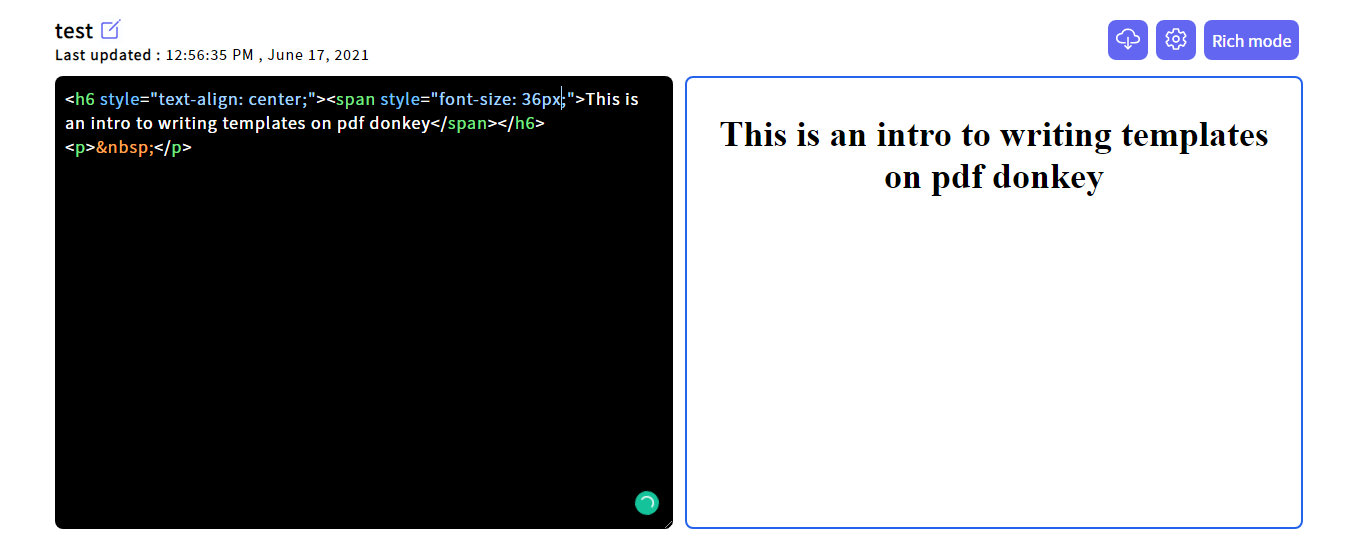 test
Last updated : 12:56:35 PM , June 17, 2021
Rich mode
<h6 style="text-align: center;"><span style="font-size: 36px;">This is
an intro to writing templates on pdf donkey</span></h6>
<p>&nbsp;</p>
This is an intro to writing templates
on pdf donkey